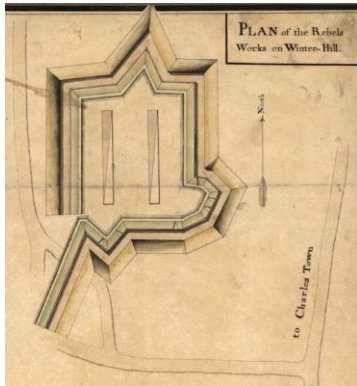 PLAN of the Rebels
Works on Winter-Hill.
North
to Charles Town